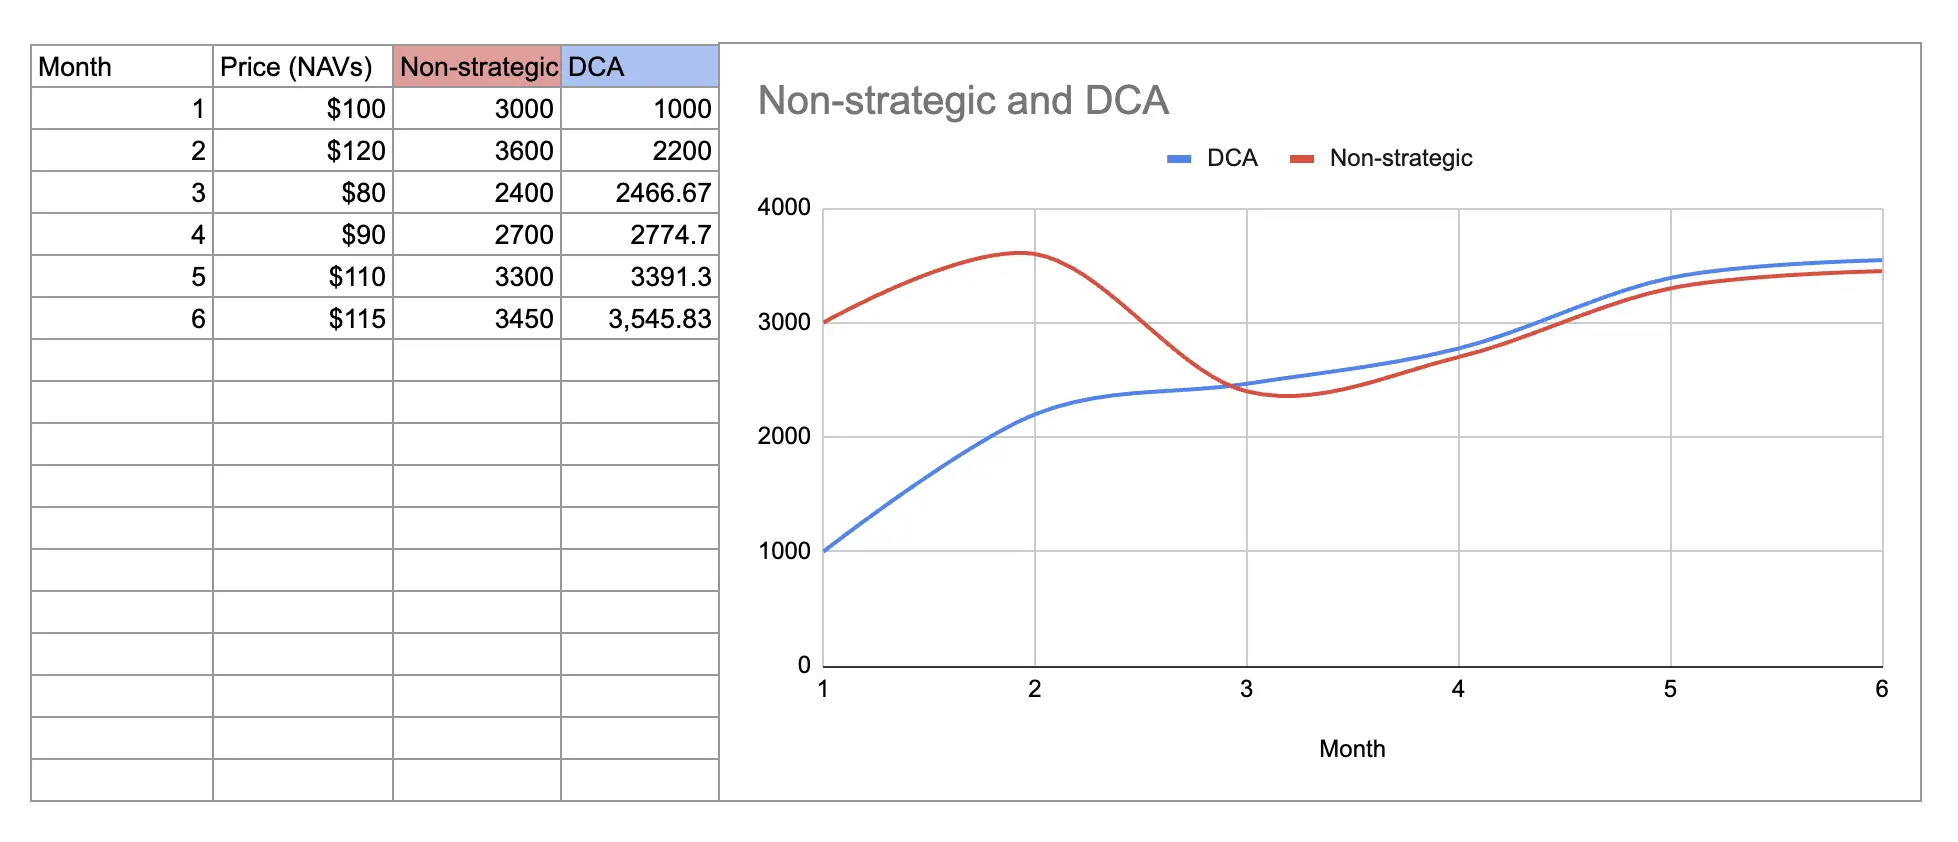 Month Price (NAVs) Non-strategic DCA
1 $100 3000 1000
2 $120 3600 2200
3 $80 2400 2466.67
4 $90 2700 2774.7
5 $110 3300 3391.3
6 $115 3450 3,545.83
Non-strategic and DCA
DCA Non-strategic
4000
3000
2000
1000
0
1 2 3 4 5 6
Month